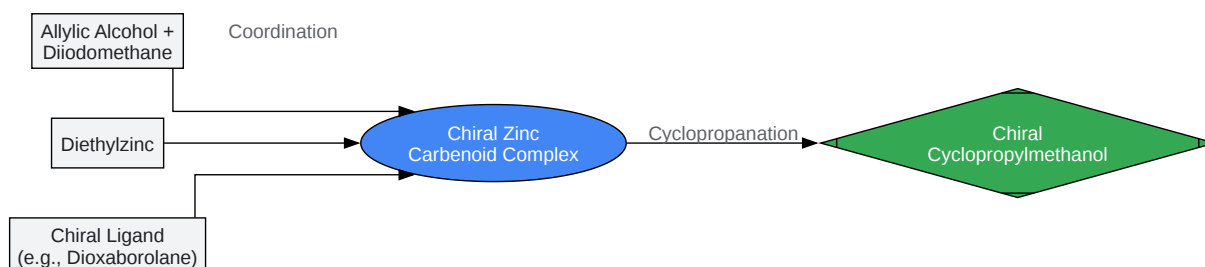 Allylic Alcohol +
Diiodomethane
Coordination
Diethylzinc
Chiral Ligand
(e.g., Dioxaborolane)
Chiral Zinc
Carbenoid Complex
Cyclopropanation
Chiral
Cyclopropylmethanol